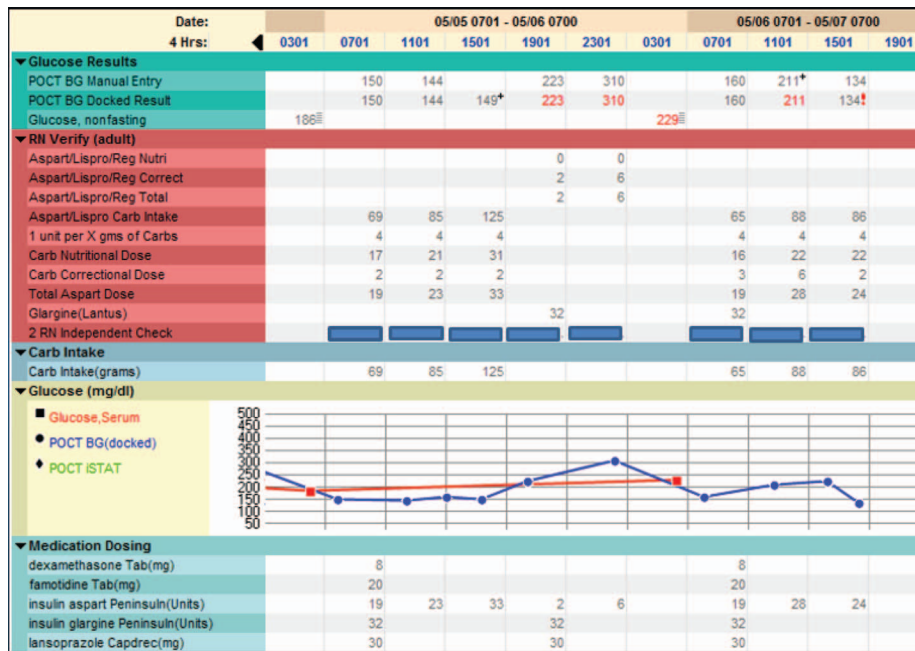 Date: 05/05 0701 - 05/06 0700 05/06 0701 - 05/07 0700
4 Hrs: 0301 0701 1101 1501 1901 2301 0301 0701 1101 1501 1901
Glucose Results
POCT BG Manual Entry 150 144 223 310 160 211+ 134
POCT BG Docked Result 150 144 149+ 223 310 160 211 134!
Glucose, nonfasting 186 229
RN Verify (adult)
Aspart/Lispro/Reg Nutri 0 0
Aspart/Lispro/Reg Correct 2 6
Aspart/Lispro/Reg Total 2 6
Aspart/Lispro Carb Intake 69 85 125 65 88 86
1 unit per X gms of Carbs 4 4 4 4 4 4
Carb Nutritional Dose 17 21 31 16 22 22
Carb Correctional Dose 2 2 2 3 6 2
Total Aspart Dose 19 23 33 19 28 24
Glargine(Lantus) 32 32
2 RN Independent Check
Carb Intake
Carb Intake(grams) 69 85 125 65 88 86
Glucose (mg/dl)
Glucose,Serum
POCT BG(docked)
POCT iSTAT
500
450
400
350
300
250
200
150
100
50
Medication Dosing
dexamethasone Tab(mg) 8 8
famotidine Tab(mg) 20 20
insulin aspart Peninsuln(Units) 19 23 33 2 6 19 28 24
insulin glargine Peninsuln(Units) 32 32 32
lansoprazole Capdrec(mg) 30 30 30